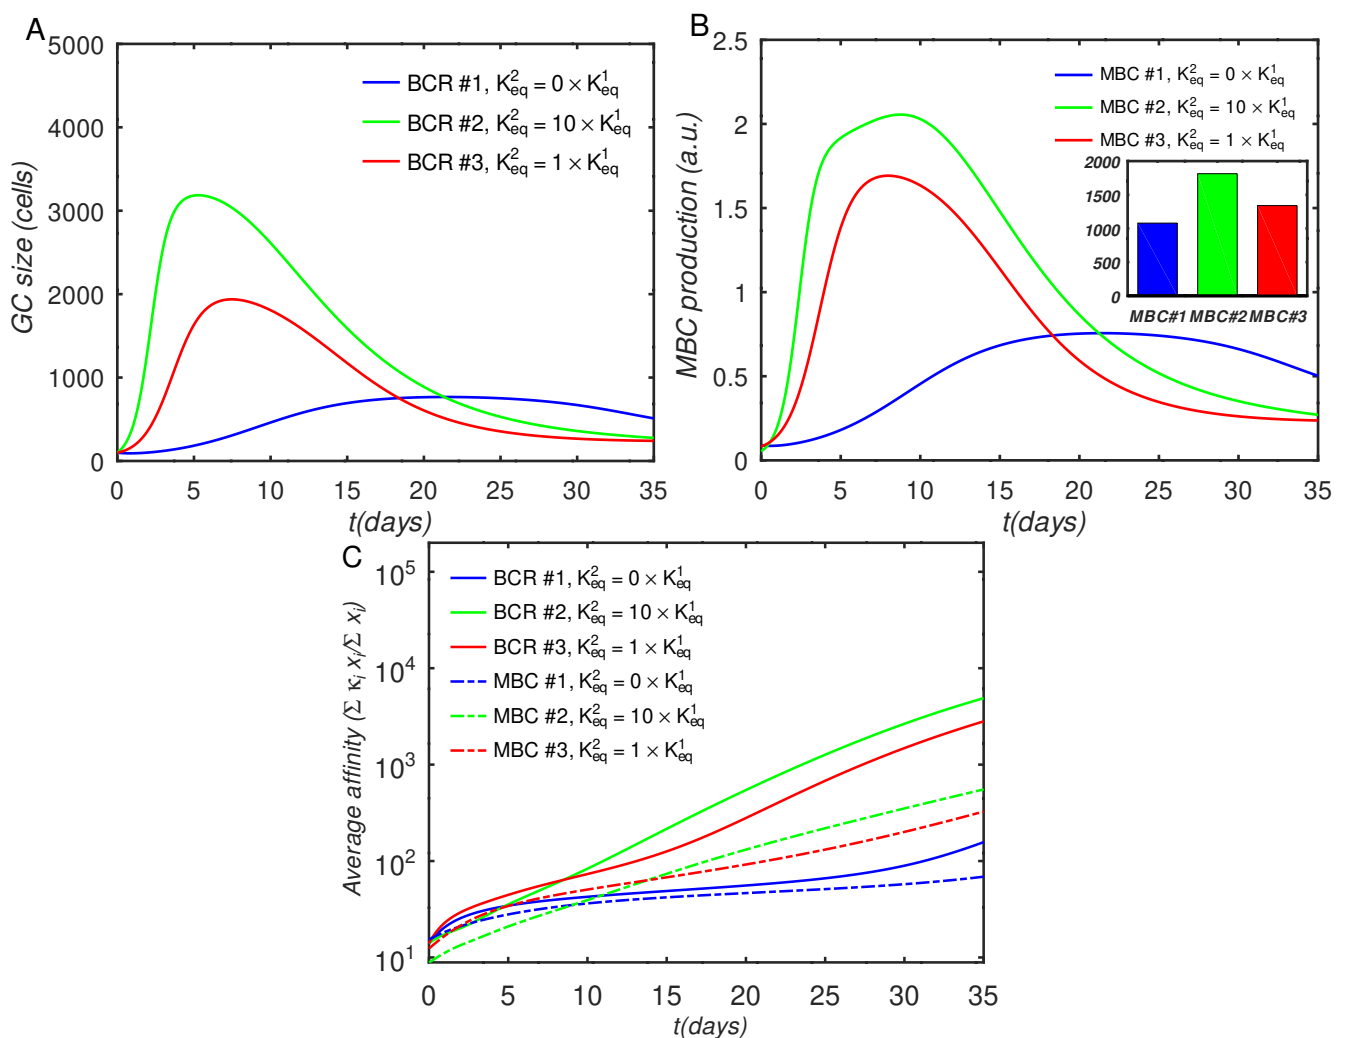 A
5000
4000
3000
2000
1000
0
GC size (cells)
0 5 10 15 20 25 30 35
t(days)
BCR #1, K²eq = 0 × K¹eq
BCR #2, K²eq = 10 × K¹eq
BCR #3, K²eq = 1 × K¹eq
B
2.5
2
1.5
1
0.5
0
MBC production (a.u.)
0 5 10 15 20 25 30 35
t(days)
MBC #1, K²eq = 0 × K¹eq
MBC #2, K²eq = 10 × K¹eq
MBC #3, K²eq = 1 × K¹eq
2000
1500
1000
500
0
MBC#1 MBC#2 MBC#3
C
10⁵
10⁴
10³
10²
10¹
Average affinity (Σ κᵢ xᵢ/Σ xᵢ)
0 5 10 15 20 25 30 35
t(days)
BCR #1, K²eq = 0 × K¹eq
BCR #2, K²eq = 10 × K¹eq
BCR #3, K²eq = 1 × K¹eq
MBC #1, K²eq = 0 × K¹eq
MBC #2, K²eq = 10 × K¹eq
MBC #3, K²eq = 1 × K¹eq